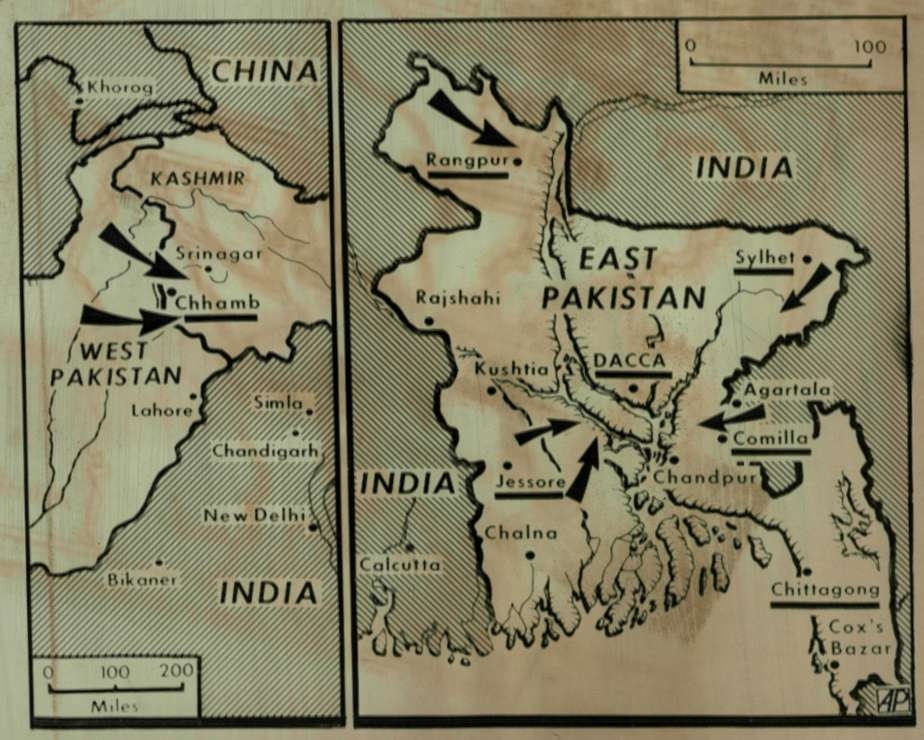 CHINA
Khorog
KASHMIR
Srinagar
Chhamb
WEST
PAKISTAN
Lahore
Simla
Chandigarh
New Delhi
Bikaner
INDIA
0 100 200
Miles
0 100
Miles
INDIA
Rangpur
EAST
PAKISTAN
Sylhet
Rajshahi
DACCA
Kushtia
Agartala
Comilla
INDIA
Jessore
Chandpur
Chalna
Calcutta
Chittagong
Cox's
Bazar
AP